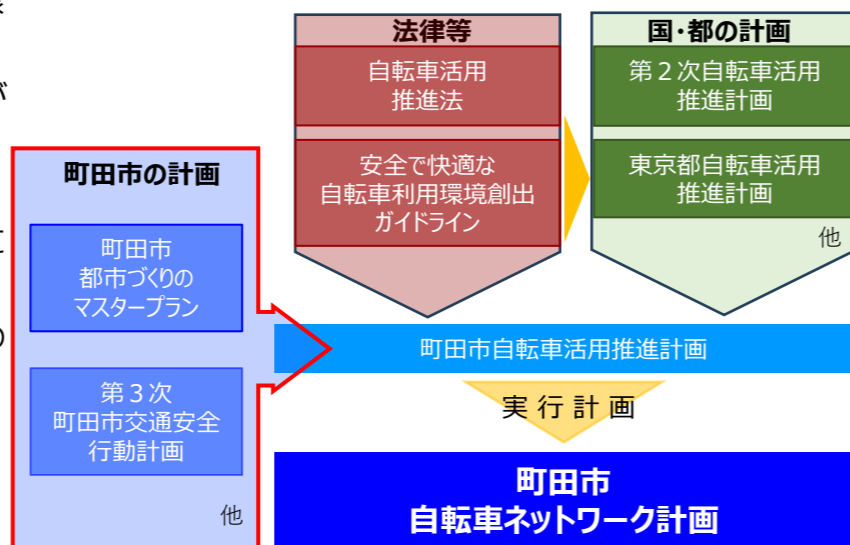 法律等
自転車活用
推進法
安全で快適な
自転車利用環境創出
ガイドライン
国・都の計画
第２次自転車活用
推進計画
東京都自転車活用
推進計画
他
町田市の計画
町田市
都市づくりの
マスタープラン
第３次
町田市交通安全
行動計画
他
町田市自転車活用推進計画
実行計画
町田市
自転車ネットワーク計画